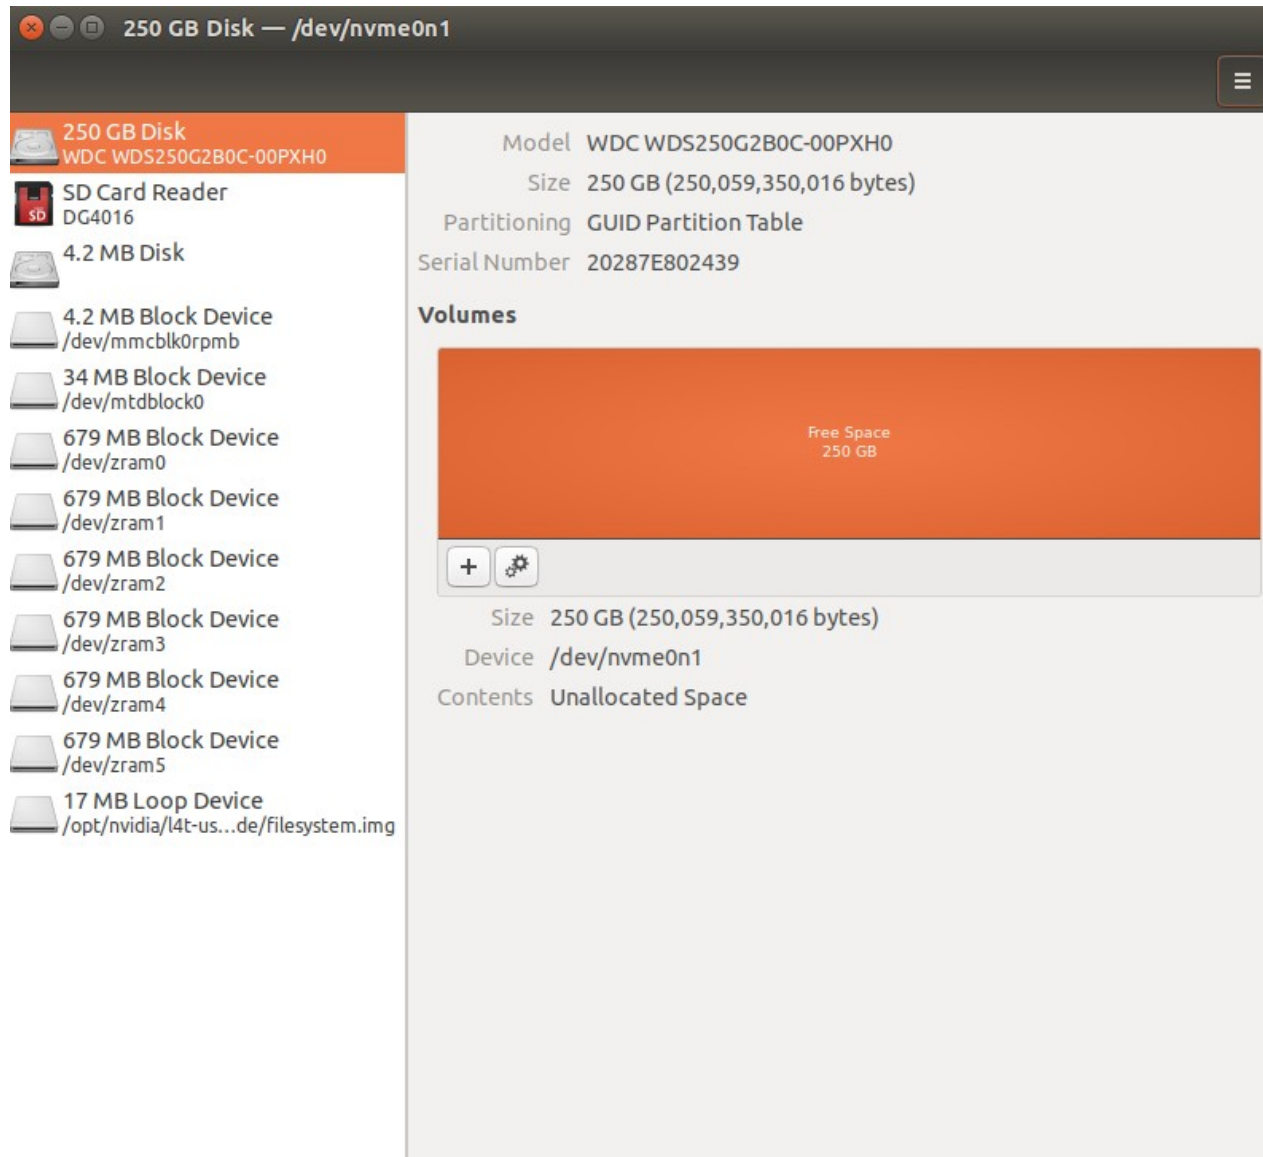 250 GB Disk — /dev/nvme0n1
250 GB Disk
WDC WDS250G2B0C-00PXH0
SD Card Reader
DG4016
4.2 MB Disk
4.2 MB Block Device
/dev/mmcblk0rpmb
34 MB Block Device
/dev/mtdblock0
679 MB Block Device
/dev/zram0
679 MB Block Device
/dev/zram1
679 MB Block Device
/dev/zram2
679 MB Block Device
/dev/zram3
679 MB Block Device
/dev/zram4
679 MB Block Device
/dev/zram5
17 MB Loop Device
/opt/nvidia/l4t-us...de/filesystem.img
Model WDC WDS250G2B0C-00PXH0
Size 250 GB (250,059,350,016 bytes)
Partitioning GUID Partition Table
Serial Number 20287E802439
Volumes
Free Space
250 GB
Size 250 GB (250,059,350,016 bytes)
Device /dev/nvme0n1
Contents Unallocated Space